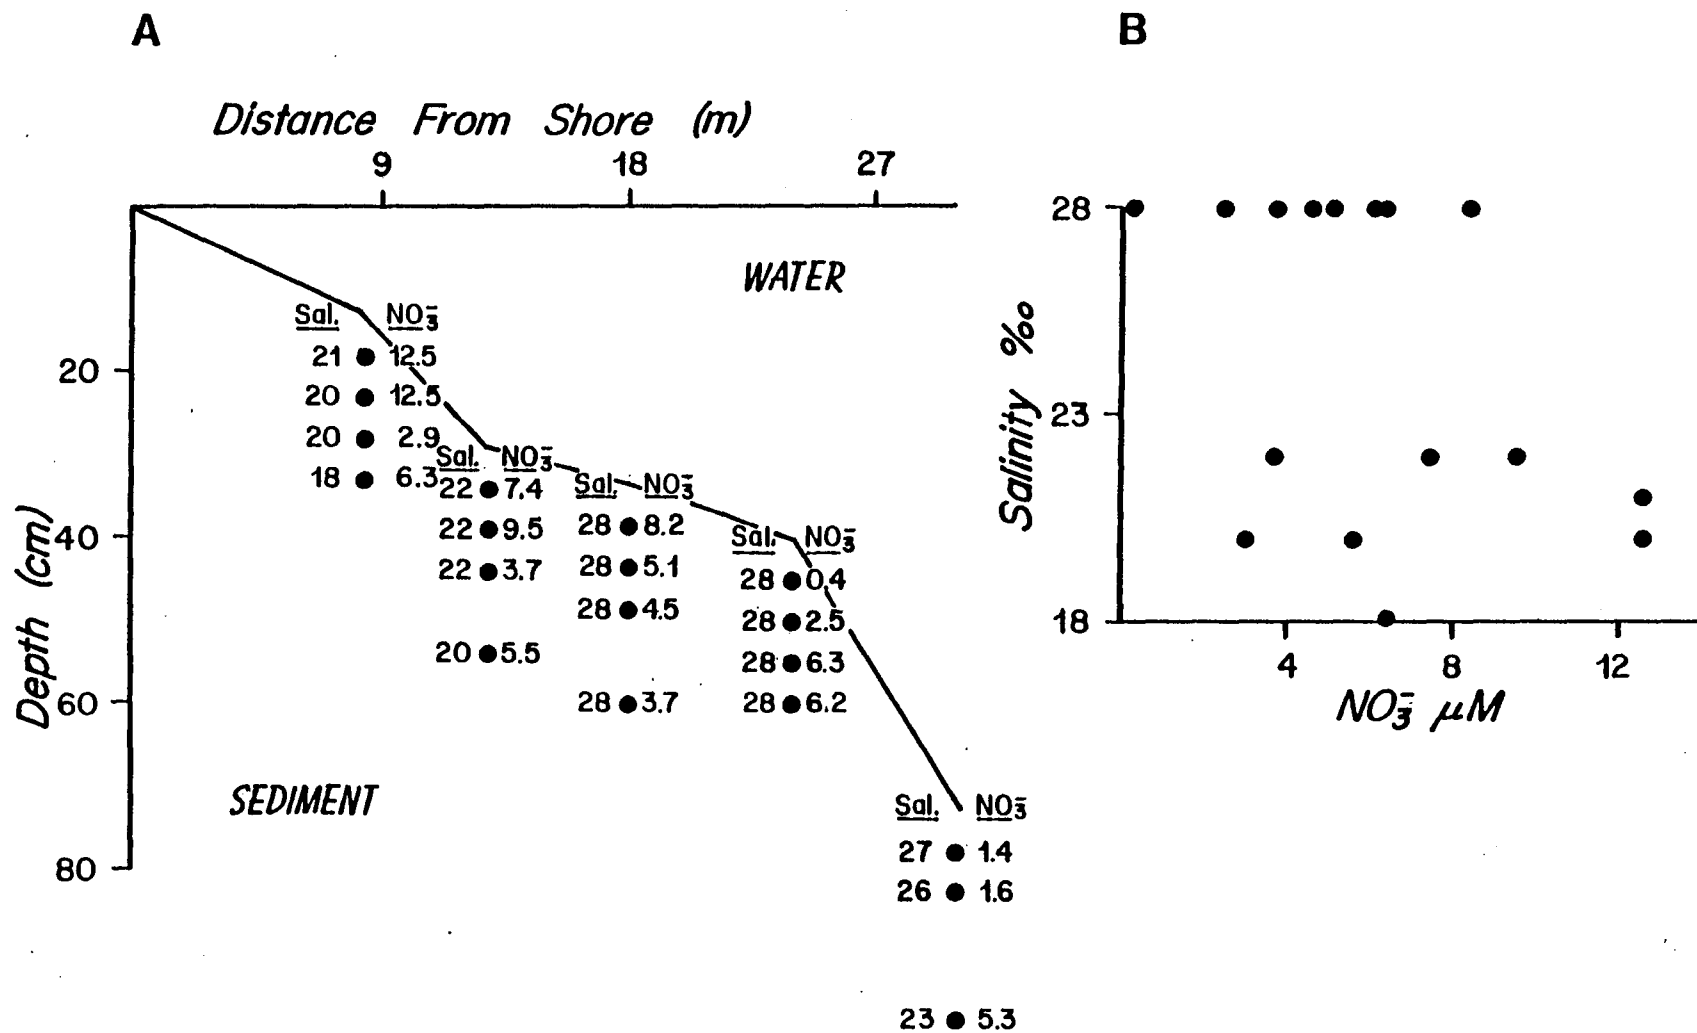 A
Distance From Shore (m)
9 18 27
WATER
Sal. NO₃⁻
21 12.5
20 12.5
20 2.9
18 6.3
Sal. NO₃⁻
22 7.4
22 9.5
22 3.7
20 5.5
Sal. NO₃⁻
28 8.2
28 5.1
28 4.5
28 3.7
Sal. NO₃⁻
28 0.4
28 2.5
28 6.3
28 6.2
Sal. NO₃⁻
27 1.4
26 1.6
23 5.3
SEDIMENT
20
40
60
80
Depth (cm)
B
28
23
18
Salinity ‰
4 8 12
NO₃⁻ μM